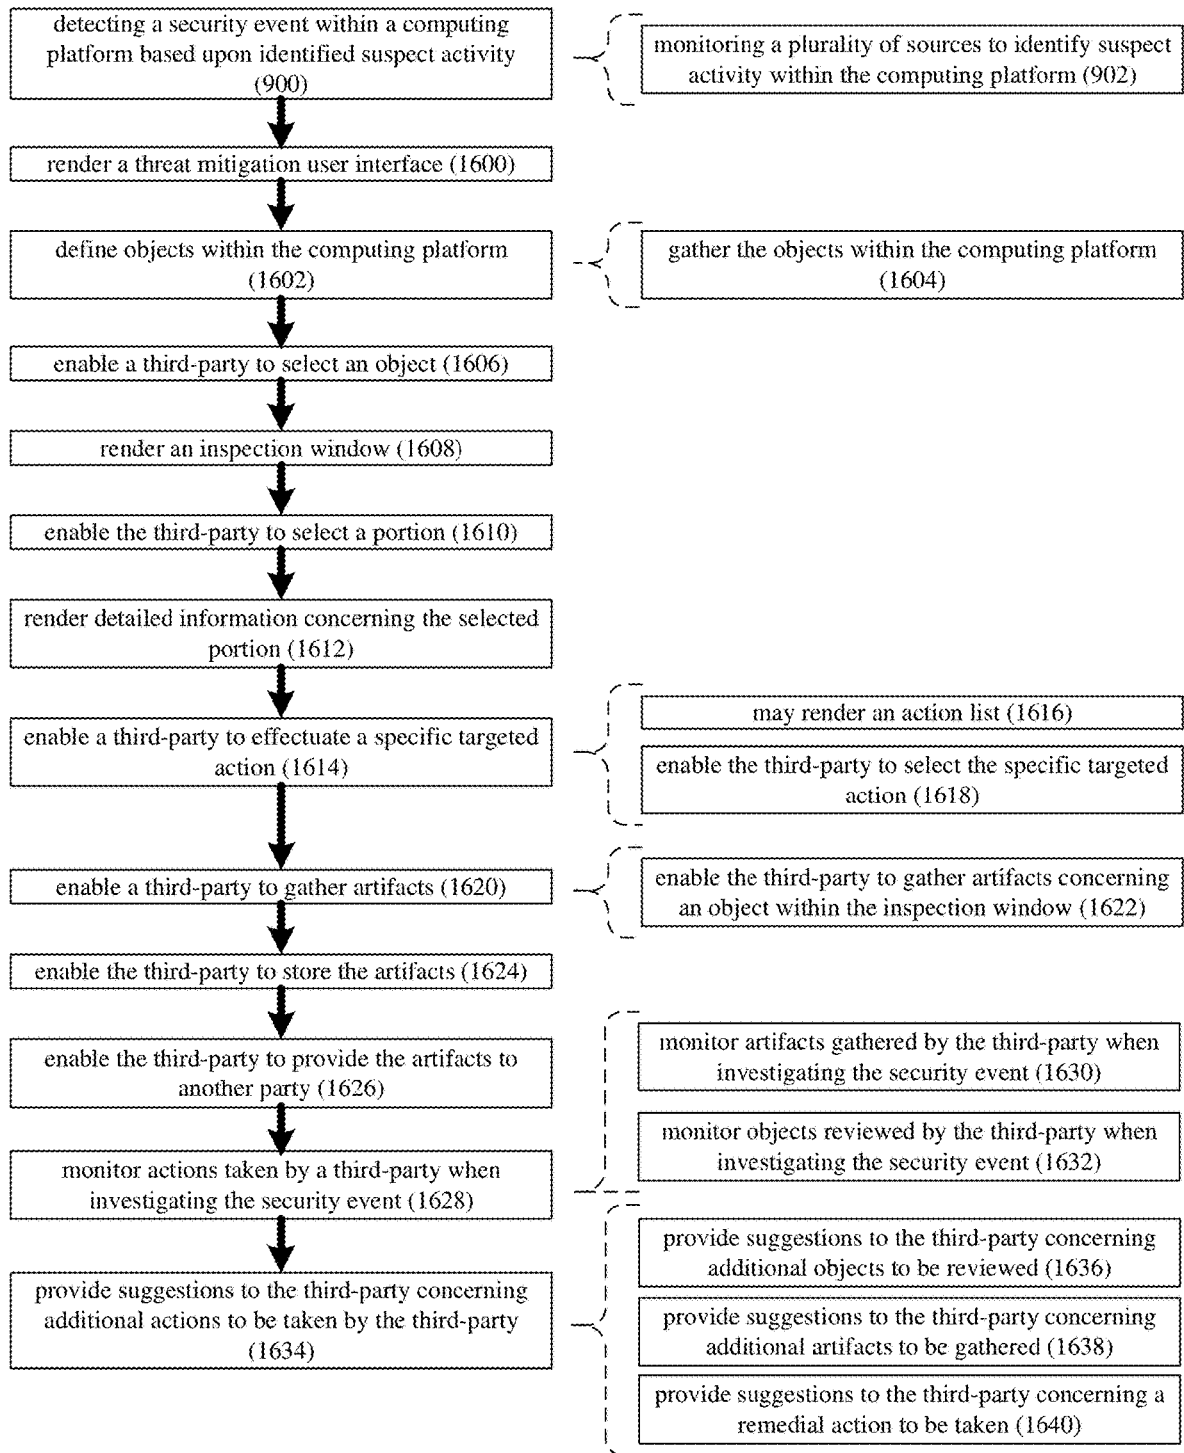 detecting a security event within a computing
platform based upon identified suspect activity
(900)
monitoring a plurality of sources to identify suspect
activity within the computing platform (902)
render a threat mitigation user interface (1600)
define objects within the computing platform
(1602)
gather the objects within the computing platform
(1604)
enable a third-party to select an object (1606)
render an inspection window (1608)
enable the third-party to select a portion (1610)
render detailed information concerning the selected
portion (1612)
enable a third-party to effectuate a specific targeted
action (1614)
may render an action list (1616)
enable the third-party to select the specific targeted
action (1618)
enable a third-party to gather artifacts (1620)
enable the third-party to gather artifacts concerning
an object within the inspection window (1622)
enable the third-party to store the artifacts (1624)
enable the third-party to provide the artifacts to
another party (1626)
monitor actions taken by a third-party when
investigating the security event (1628)
monitor artifacts gathered by the third-party when
investigating the security event (1630)
monitor objects reviewed by the third-party when
investigating the security event (1632)
provide suggestions to the third-party concerning
additional actions to be taken by the third-party
(1634)
provide suggestions to the third-party concerning
additional objects to be reviewed (1636)
provide suggestions to the third-party concerning
additional artifacts to be gathered (1638)
provide suggestions to the third-party concerning a
remedial action to be taken (1640)